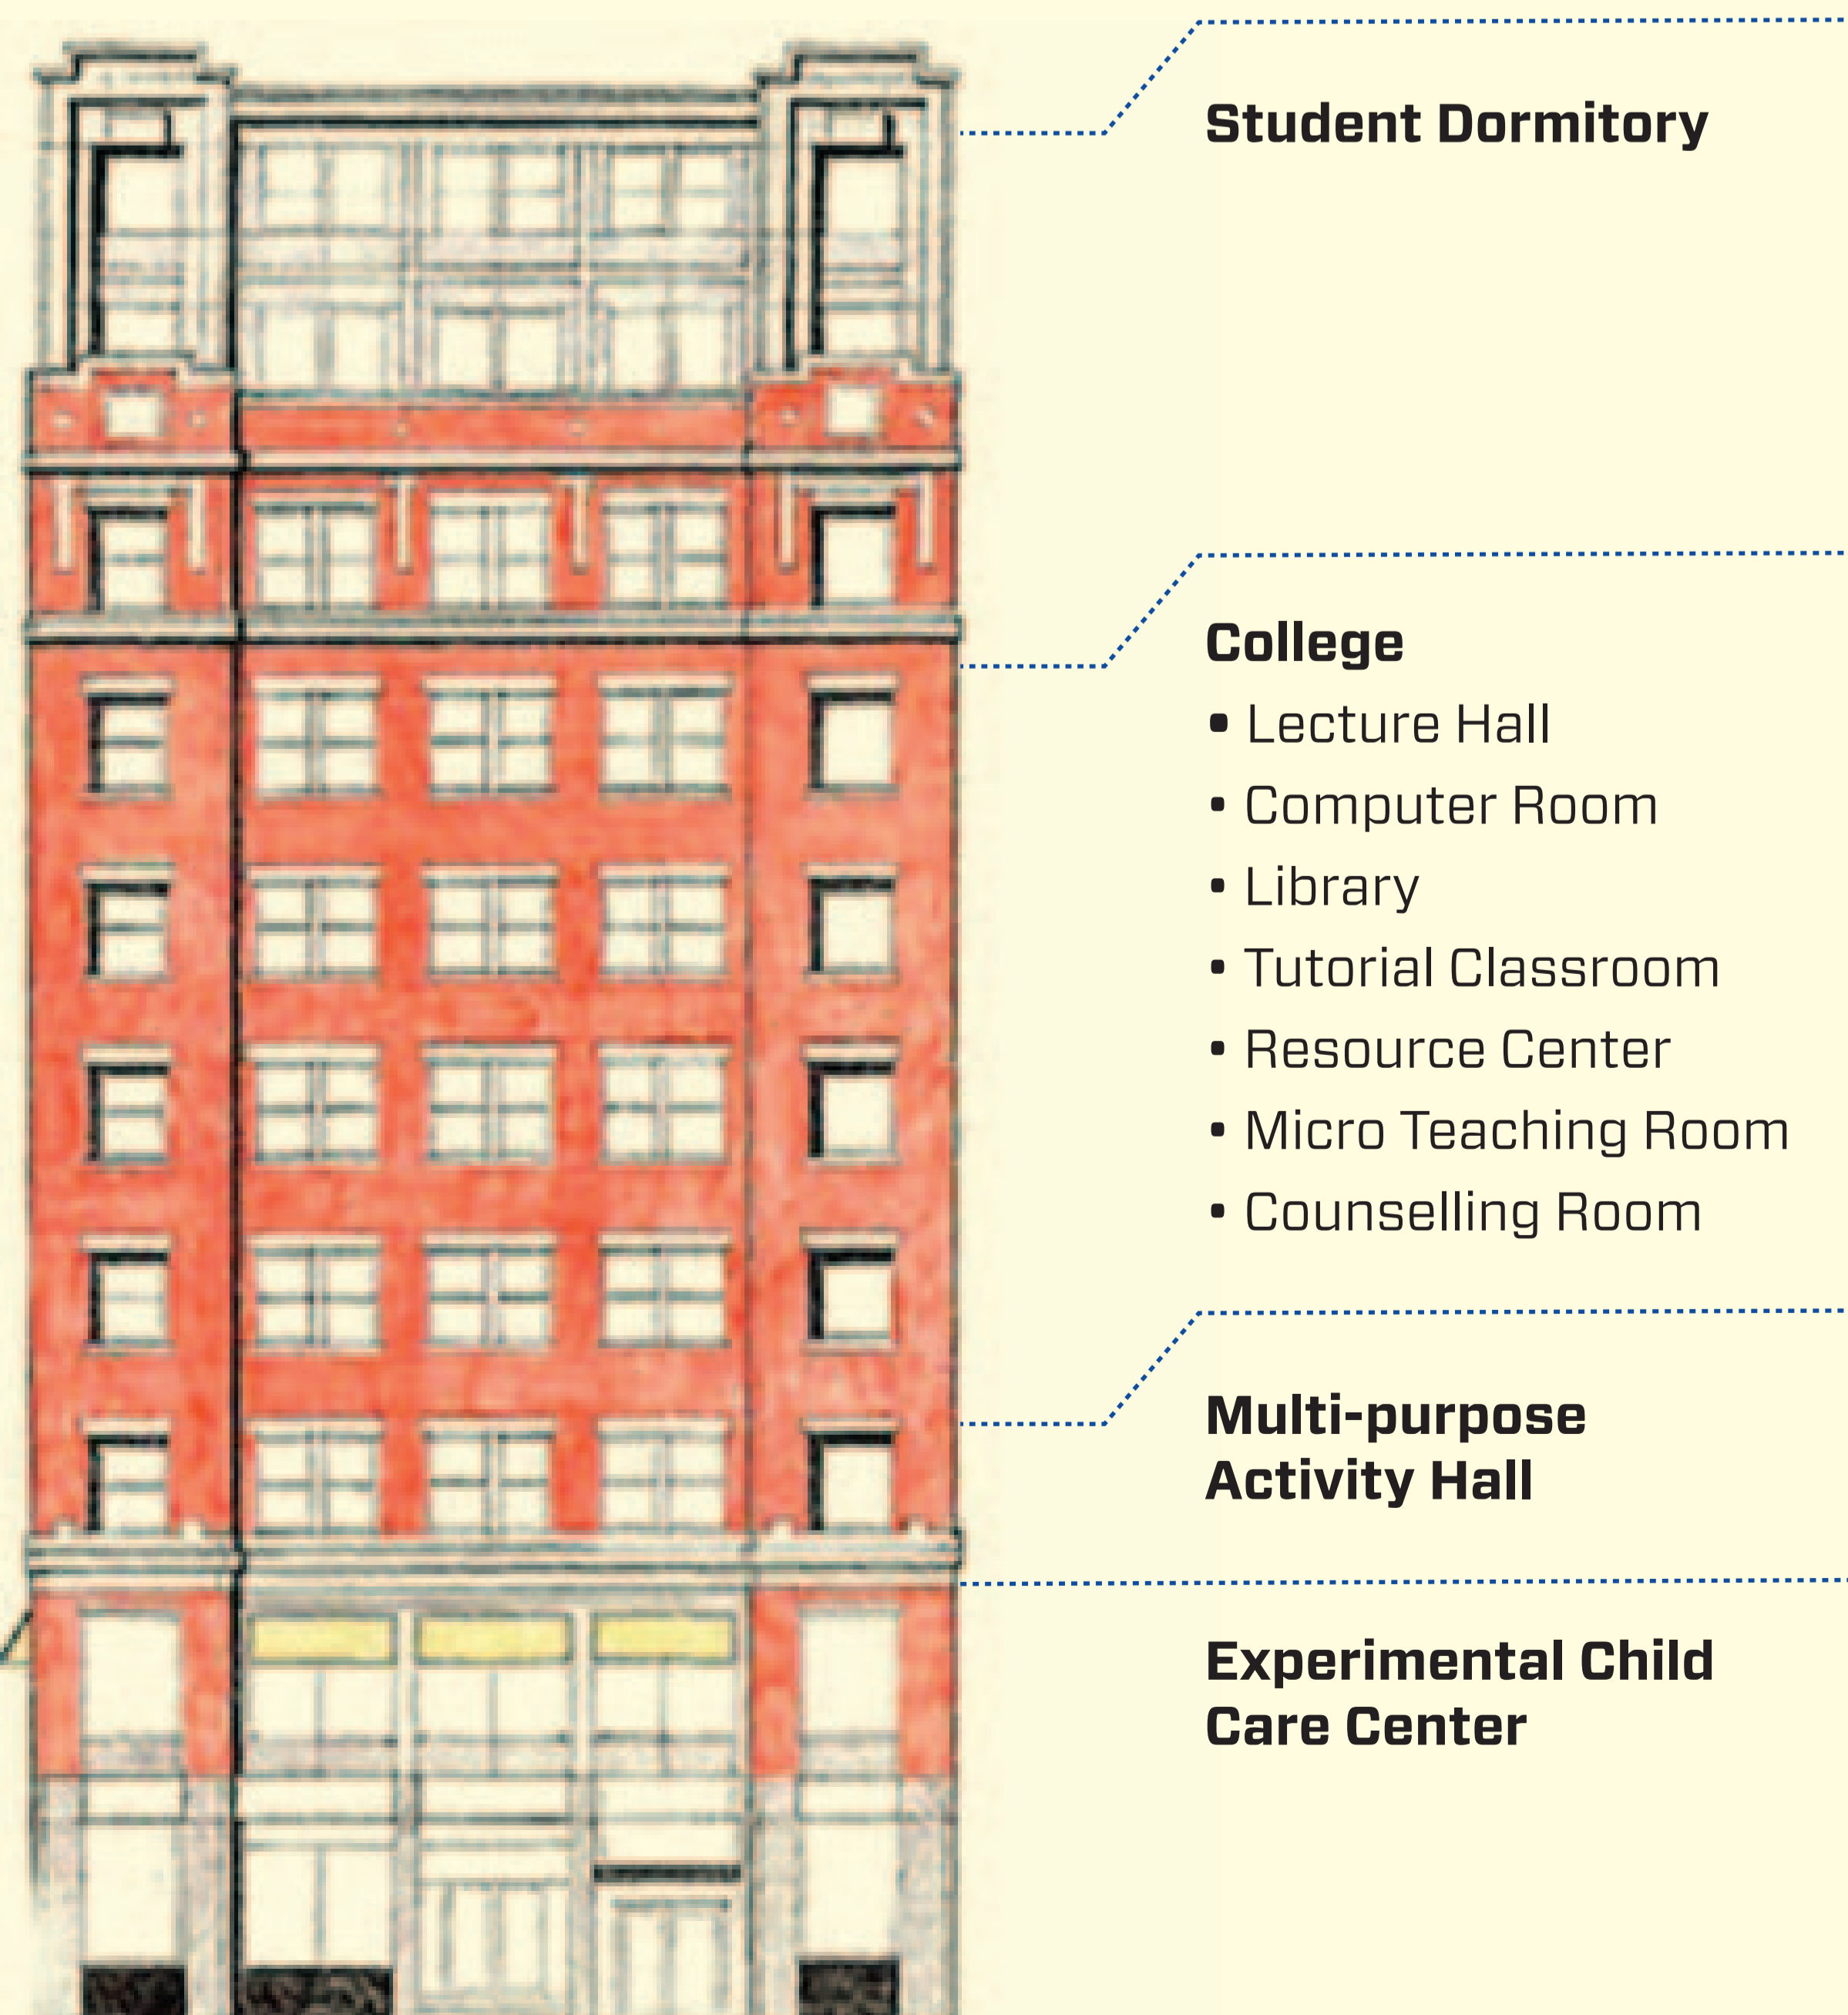 Student Dormitory
College
• Lecture Hall
• Computer Room
• Library
• Tutorial Classroom
• Resource Center
• Micro Teaching Room
• Counselling Room
Multi-purpose
Activity Hall
Experimental Child
Care Center